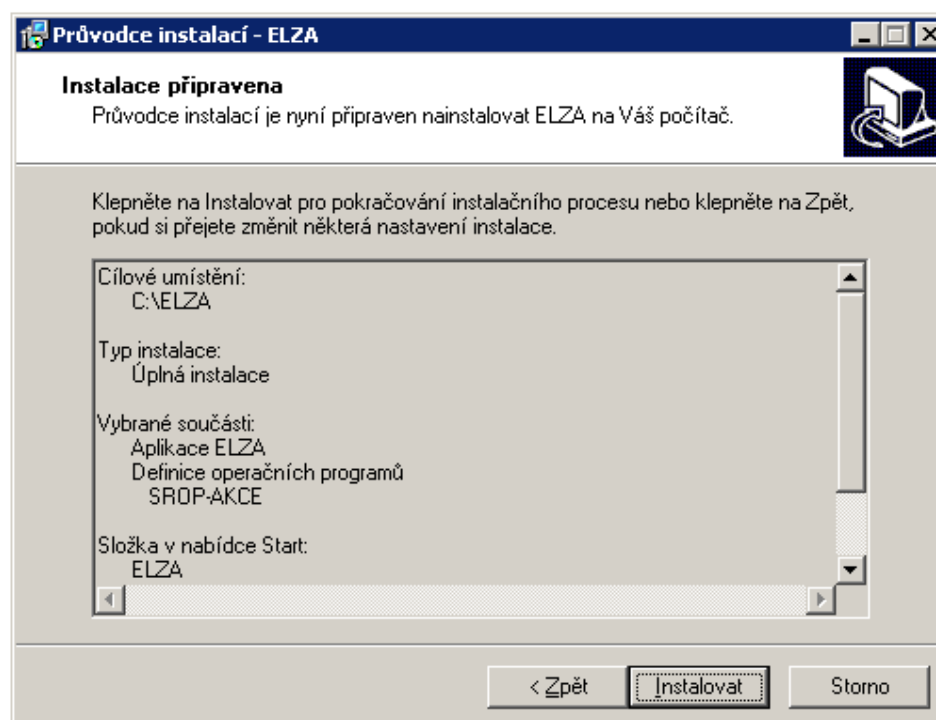 Průvodce instalací - ELZA
Instalace připravena
Průvodce instalací je nyní připraven nainstalovat ELZA na Váš počítač.
Klepněte na Instalovat pro pokračování instalačního procesu nebo klepněte na Zpět,
pokud si přejete změnit některá nastavení instalace.
Cílové umístění:
C:\ELZA
Typ instalace:
Úplná instalace
Vybrané součásti:
Aplikace ELZA
Definice operačních programů
SROP-AKCE
Složka v nabídce Start:
ELZA
< Zpět
Instalovat
Storno